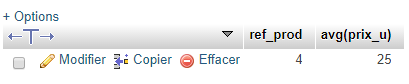 + Options
←T→ ref_prod avg(prix_u)
Modifier Copier Effacer 4 25